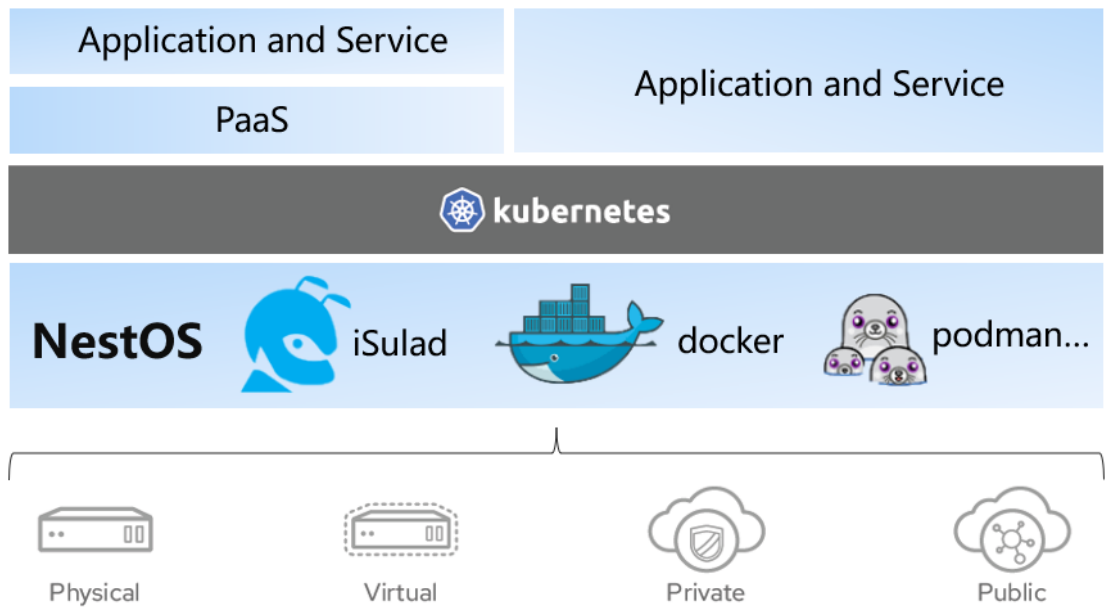 Application and Service
PaaS
Application and Service
kubernetes
NestOS
iSulad
docker
podman...
Physical
Virtual
Private
Public